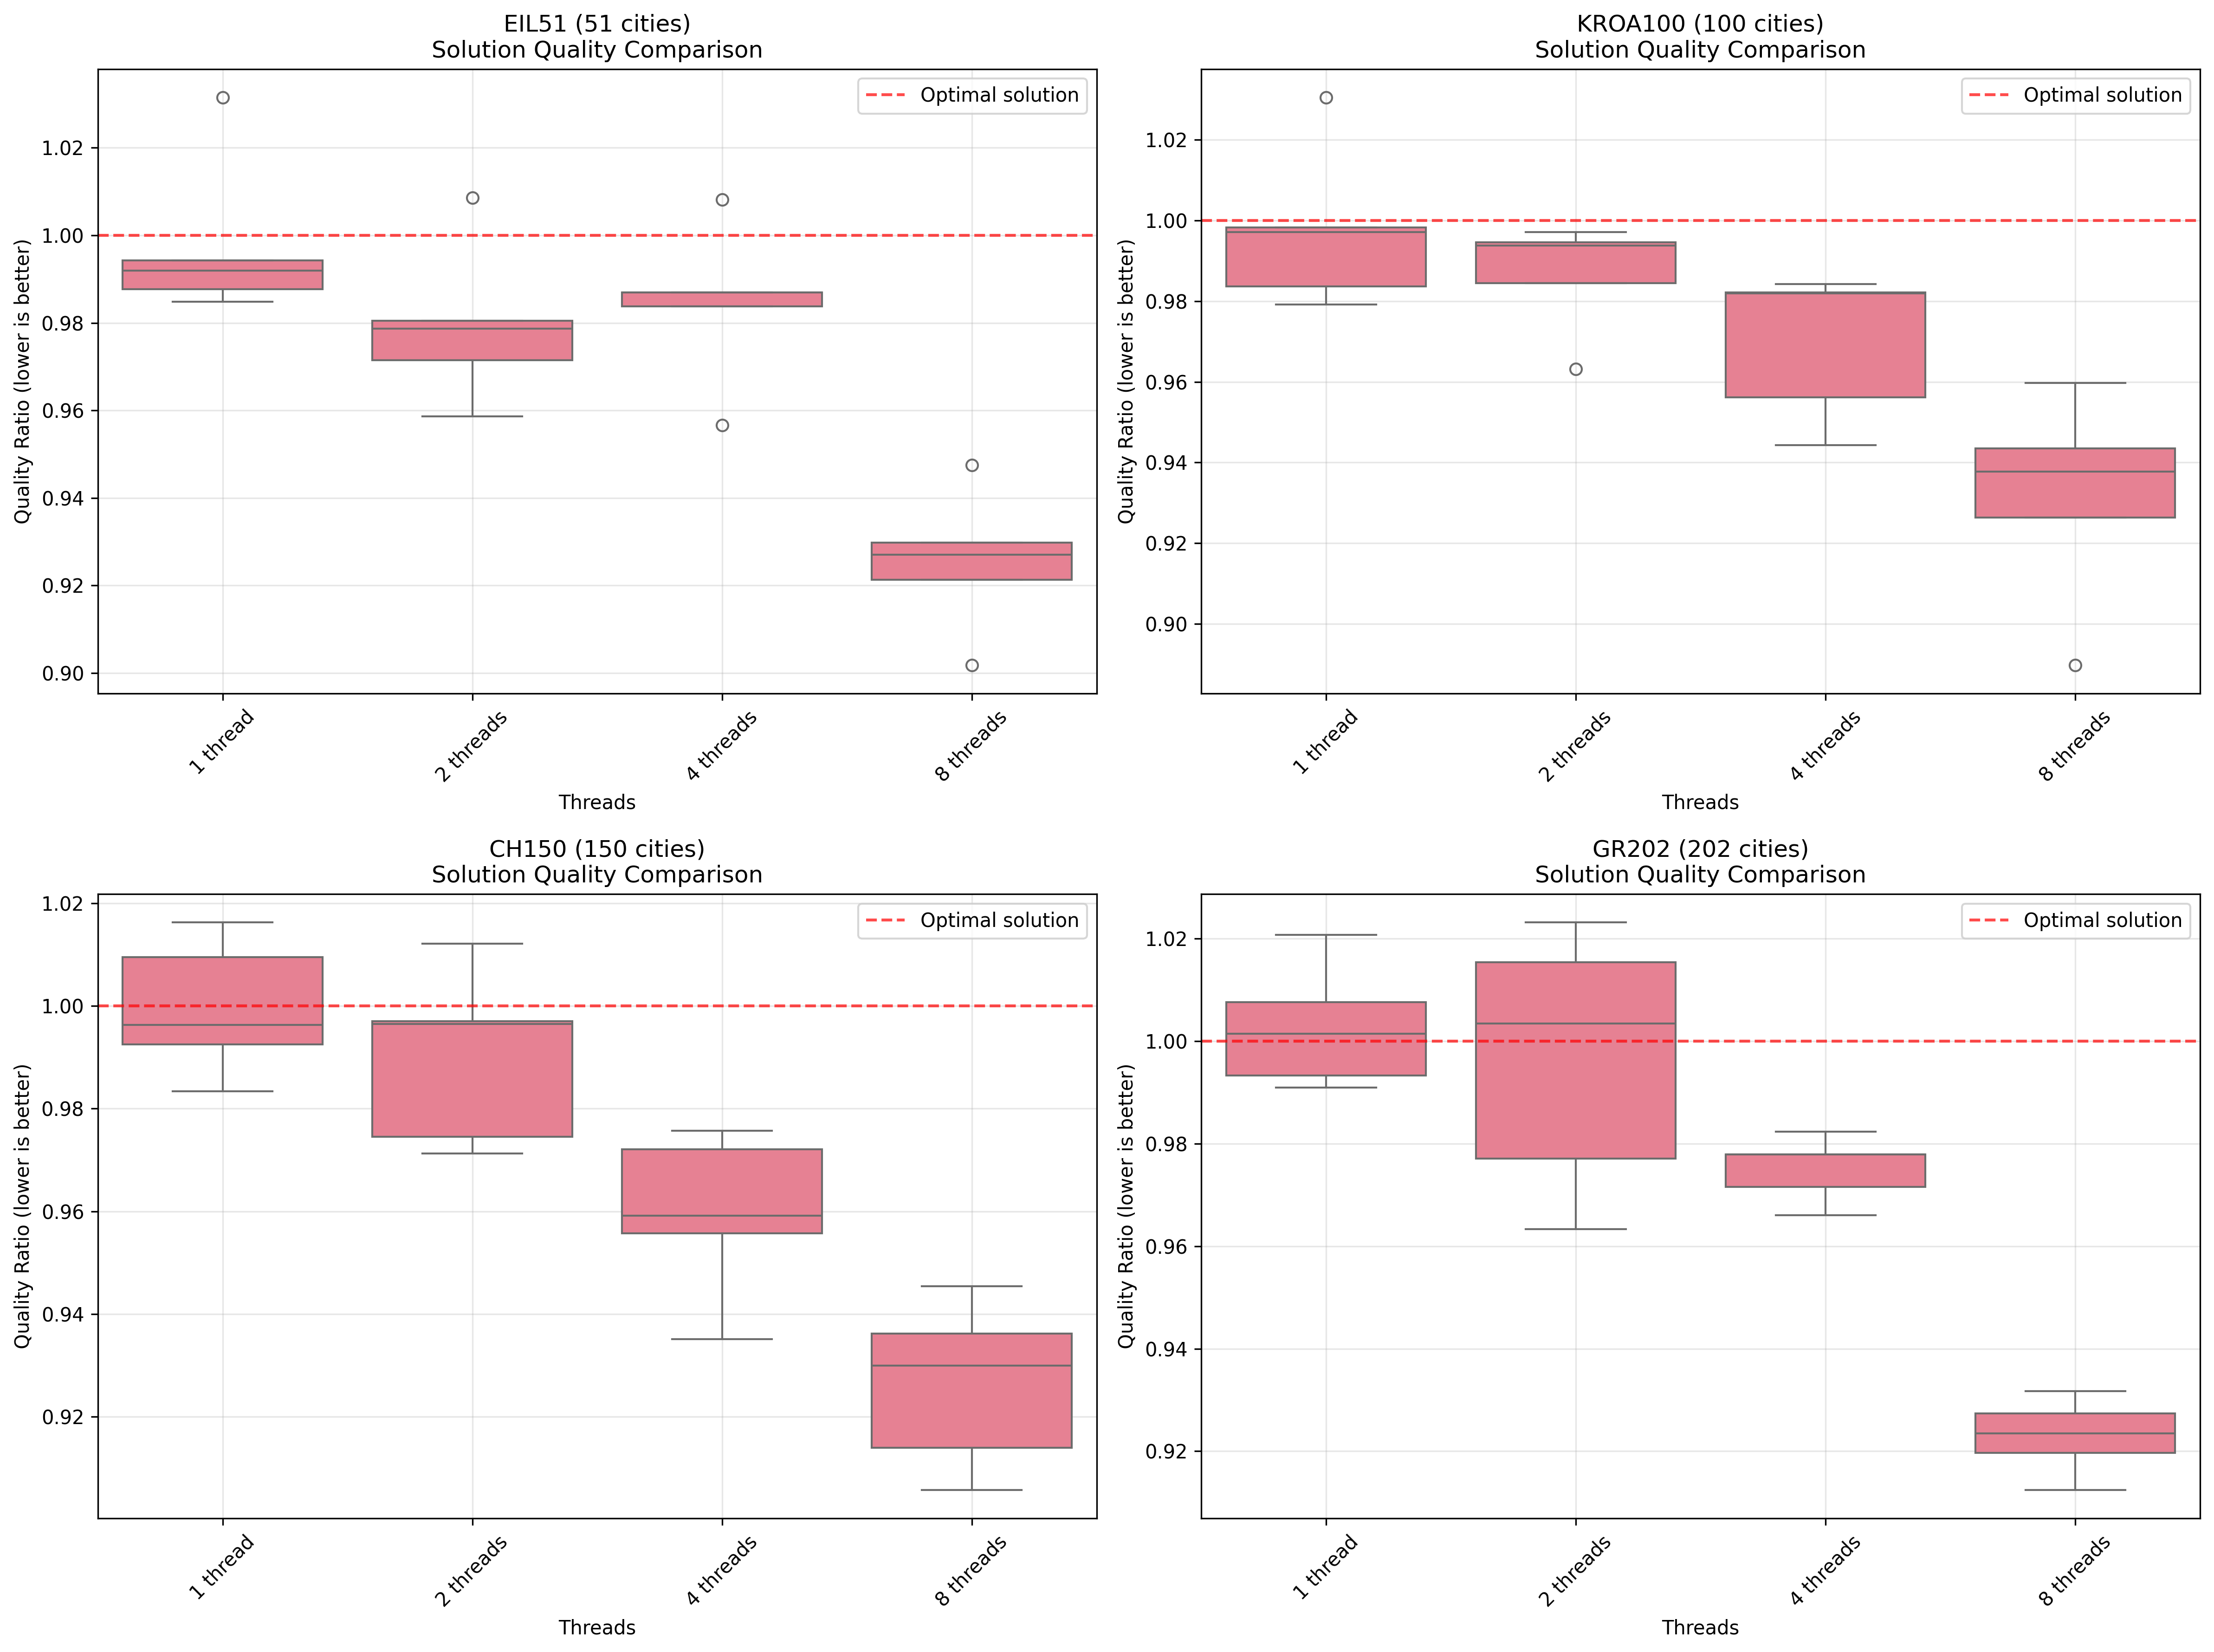 EIL51 (51 cities)
Solution Quality Comparison
Optimal solution
Quality Ratio (lower is better)
1.02
1.00
0.98
0.96
0.94
0.92
0.90
1 thread
2 threads
4 threads
8 threads
Threads
KROA100 (100 cities)
Solution Quality Comparison
Optimal solution
Quality Ratio (lower is better)
1.02
1.00
0.98
0.96
0.94
0.92
0.90
1 thread
2 threads
4 threads
8 threads
Threads
CH150 (150 cities)
Solution Quality Comparison
Optimal solution
Quality Ratio (lower is better)
1.02
1.00
0.98
0.96
0.94
0.92
1 thread
2 threads
4 threads
8 threads
Threads
GR202 (202 cities)
Solution Quality Comparison
Optimal solution
Quality Ratio (lower is better)
1.02
1.00
0.98
0.96
0.94
0.92
1 thread
2 threads
4 threads
8 threads
Threads